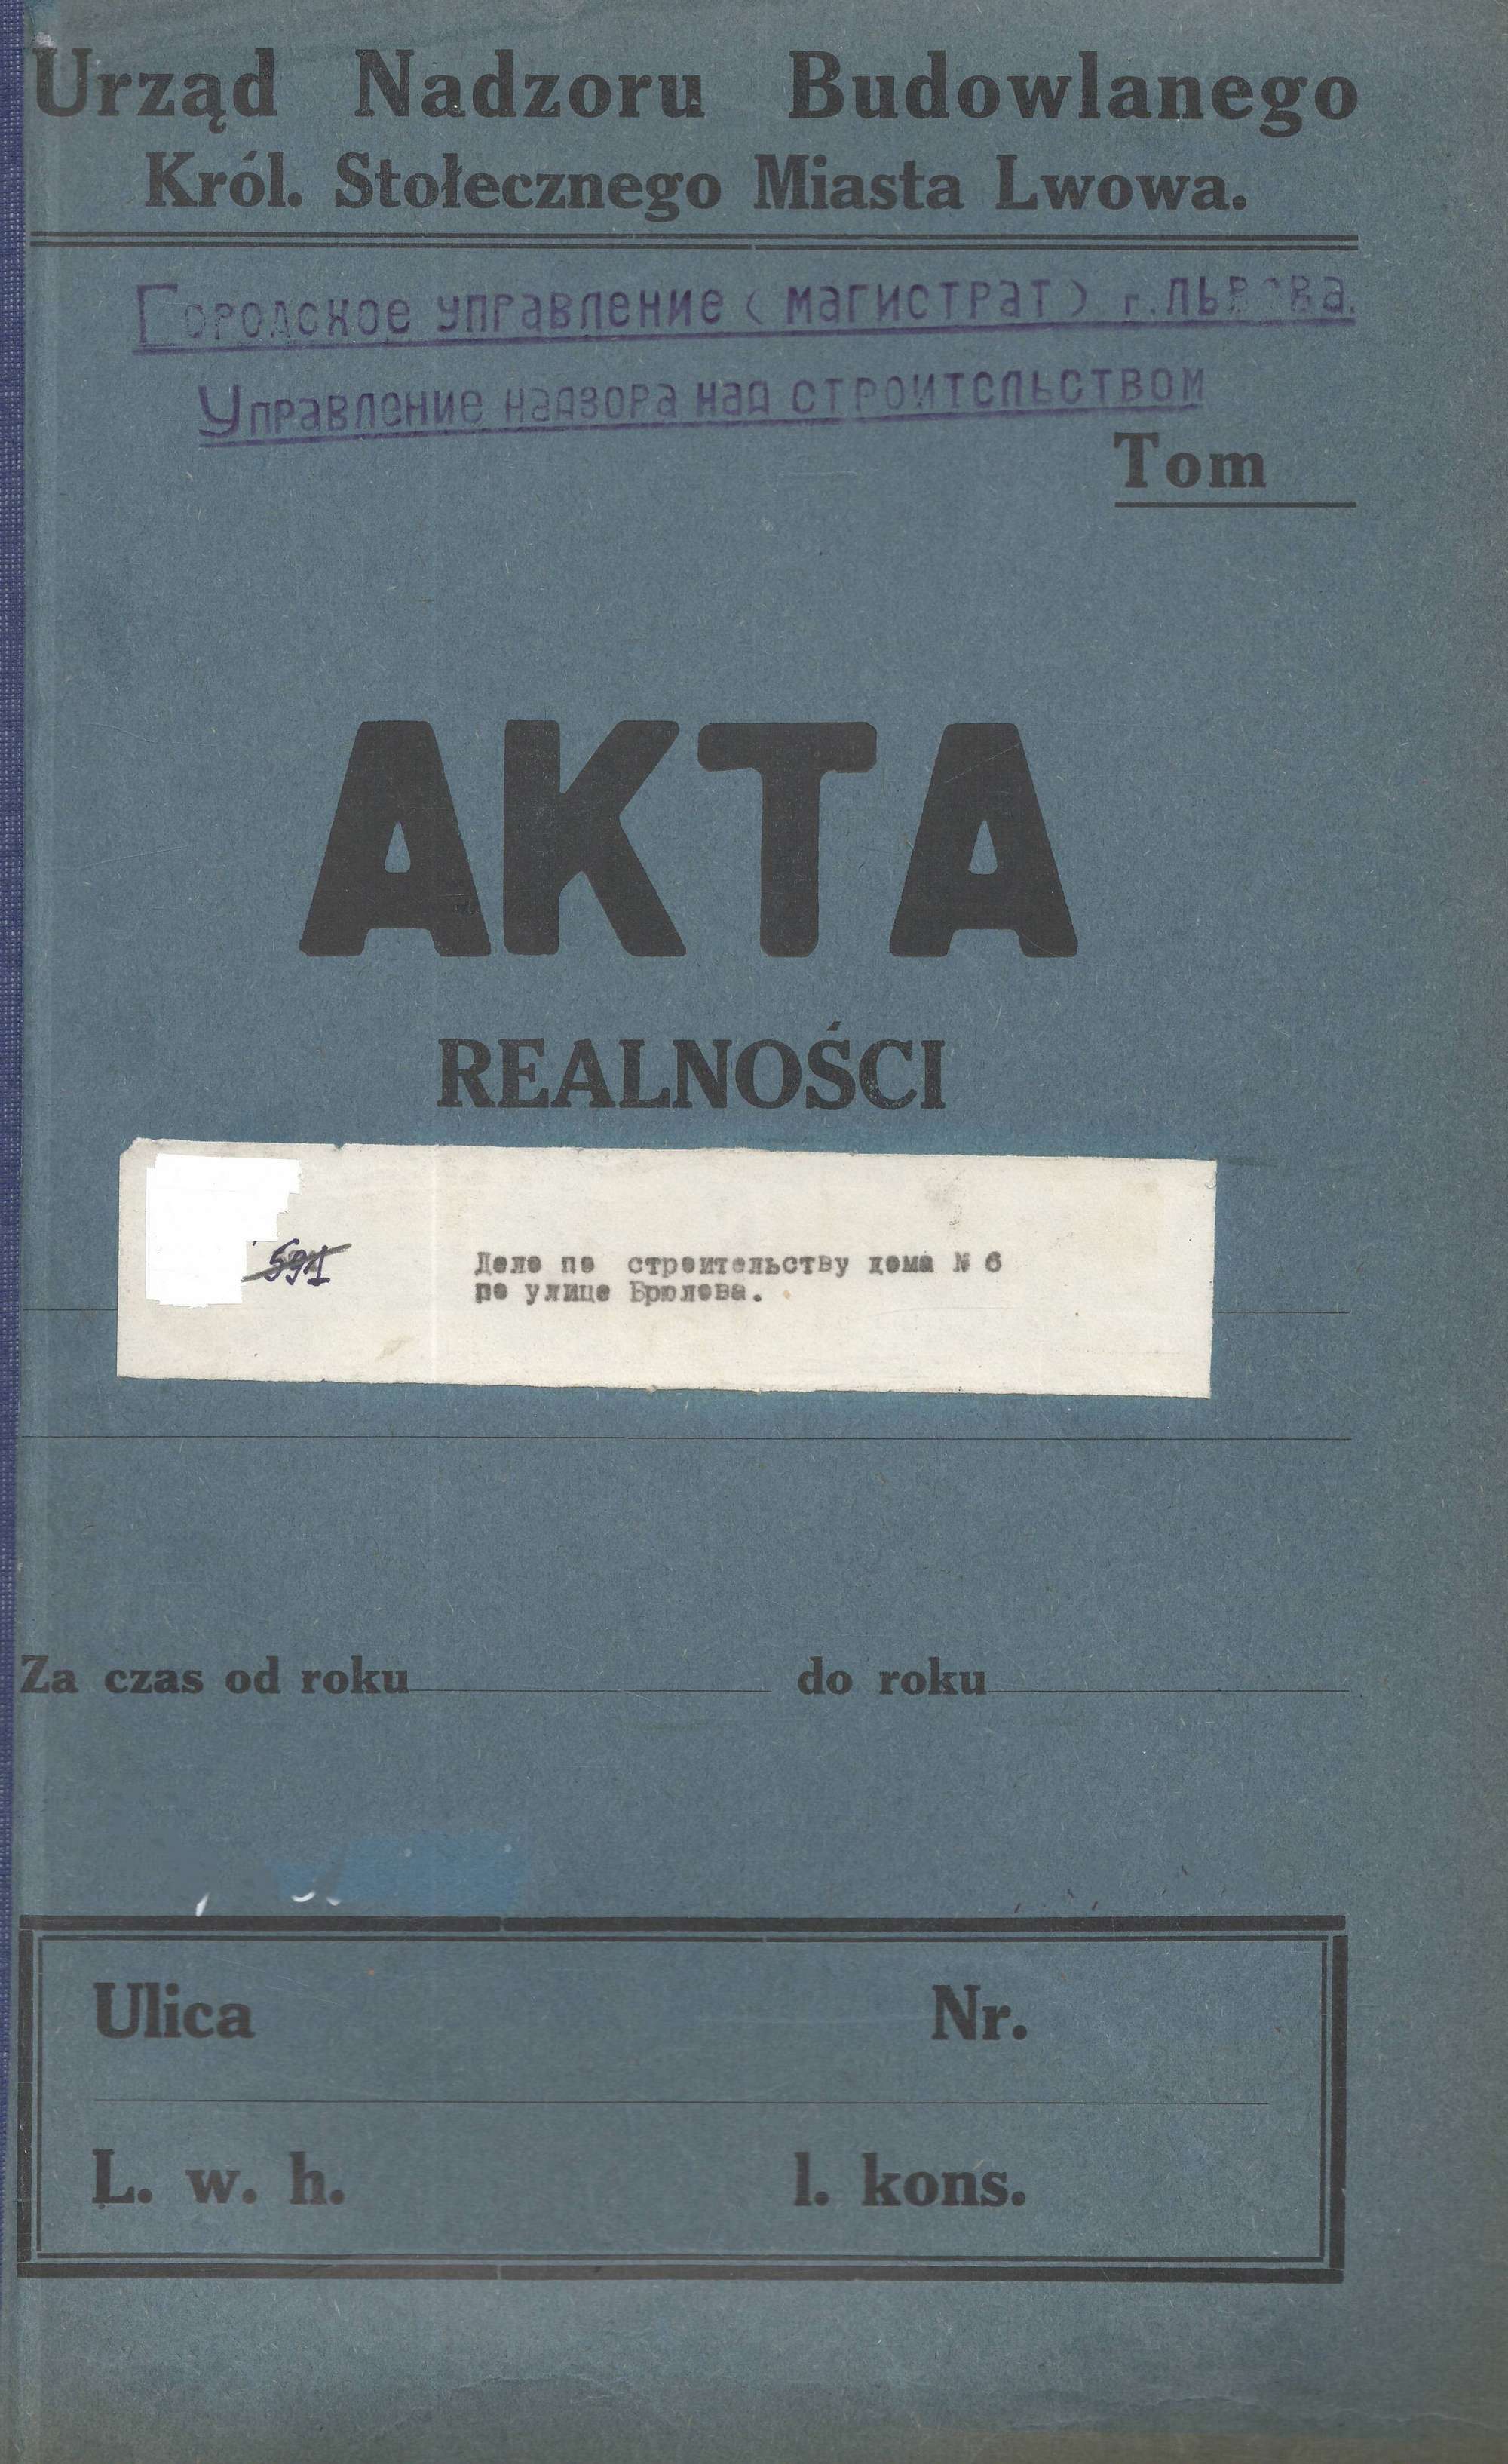 Urząd Nadzoru Budowlanego
Król. Stołecznego Miasta Lwowa.
Городское управление (магистрат) г. Львова.
Управление надзора над строительством
Tom
AKTA
REALNOŚCI
591
Дело по строительству дома № 6
по улице Брюлова.
Za czas od roku do roku
Ulica Nr.
L. w. h. l. kons.